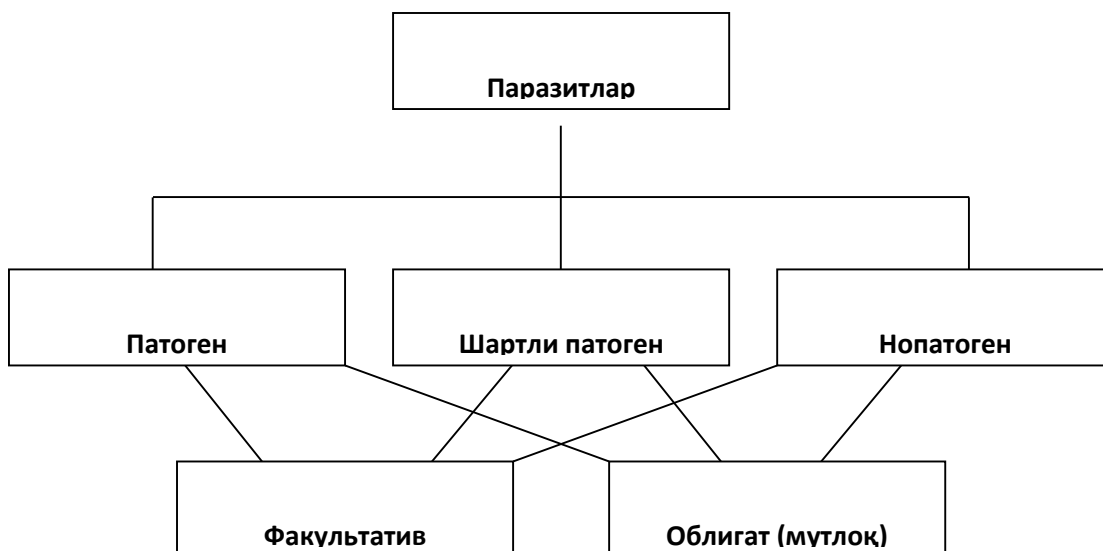 Паразитлар
Патоген
Шартли патоген
Нопатоген
Факультатив
Облигат (мутлоқ)